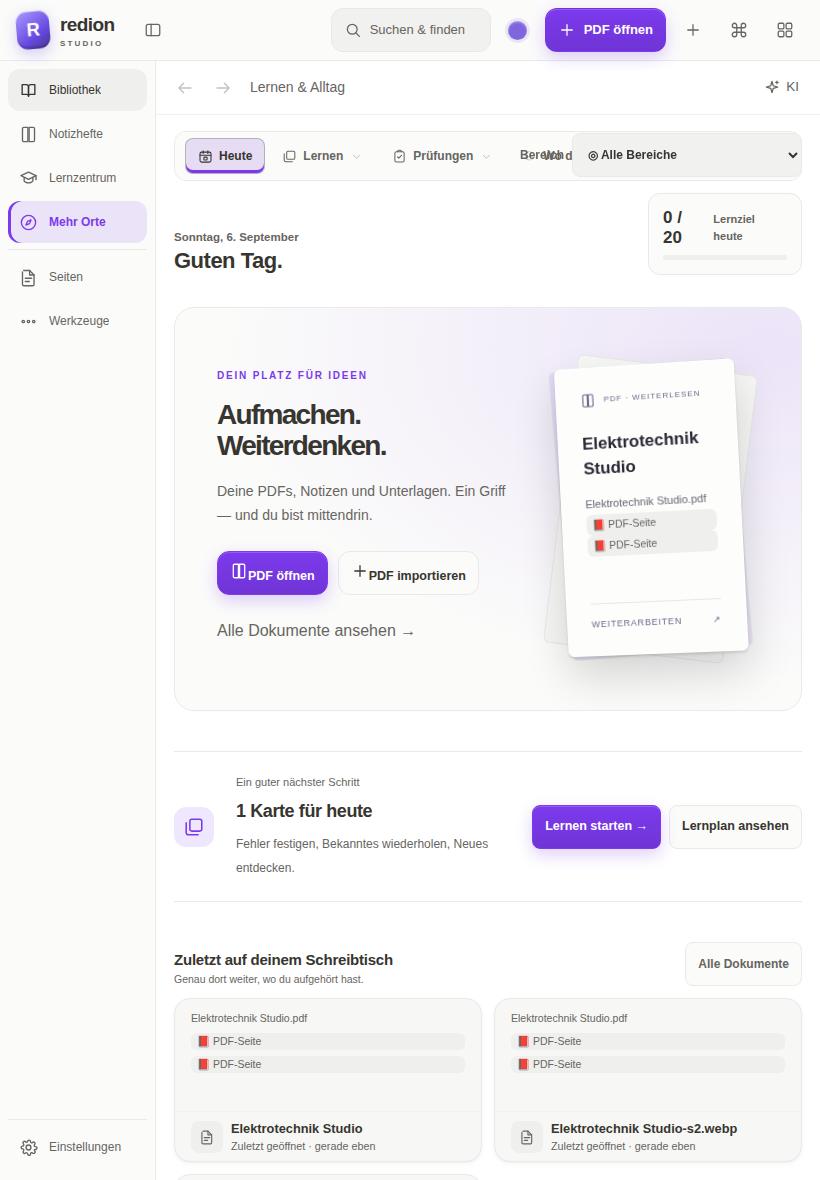 R redion
STUDIO
Suchen & finden
PDF öffnen
Bibliothek
Notizhefte
Lernzentrum
Mehr Orte
Seiten
Werkzeuge
Einstellungen
Lernen & Alltag
KI
Heute
Lernen
Prüfungen
Bereich
◎ Alle Bereiche
Sonntag, 6. September
Guten Tag.
0 /
20
Lernziel
heute
DEIN PLATZ FÜR IDEEN
Aufmachen.
Weiterdenken.
Deine PDFs, Notizen und Unterlagen. Ein Griff
— und du bist mittendrin.
PDF öffnen
PDF importieren
Alle Dokumente ansehen →
PDF · WEITERLESEN
Elektrotechnik
Studio
Elektrotechnik Studio.pdf
📕 PDF-Seite
📕 PDF-Seite
WEITERARBEITEN ↗
Ein guter nächster Schritt
1 Karte für heute
Fehler festigen, Bekanntes wiederholen, Neues
entdecken.
Lernen starten →
Lernplan ansehen
Zuletzt auf deinem Schreibtisch
Genau dort weiter, wo du aufgehört hast.
Alle Dokumente
Elektrotechnik Studio.pdf
📕 PDF-Seite
📕 PDF-Seite
Elektrotechnik Studio
Zuletzt geöffnet · gerade eben
Elektrotechnik Studio.pdf
📕 PDF-Seite
📕 PDF-Seite
Elektrotechnik Studio-s2.webp
Zuletzt geöffnet · gerade eben